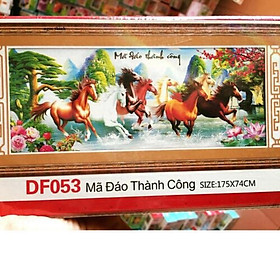 Mã Đáo thành công
DF053 Mã Đáo Thành Công SIZE:175X74CM